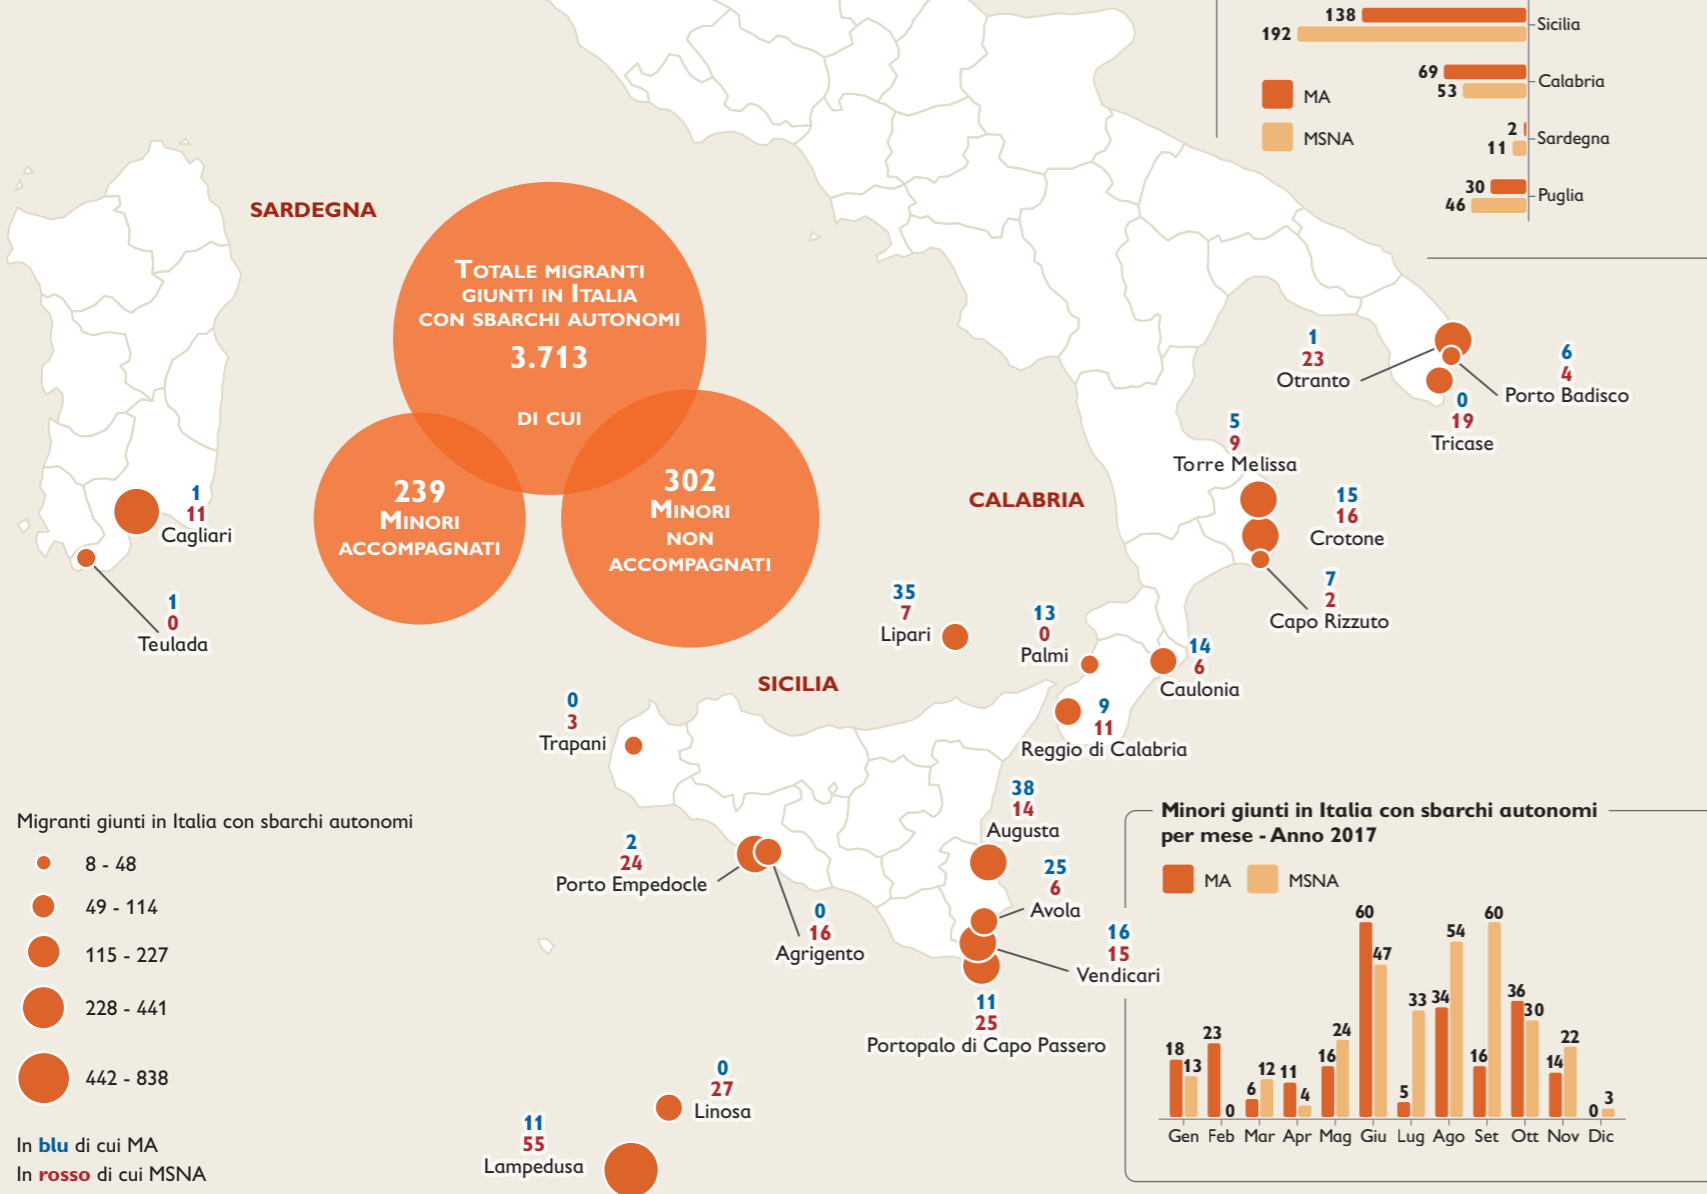 138
192
Sicilia
69
53
Calabria
2
11
Sardegna
30
46
Puglia
MA
MSNA
SARDEGNA
Totale migranti
giunti in Italia
con sbarchi autonomi
3.713
di cui
239
Minori
accompagnati
302
Minori
non
accompagnati
1
11
Cagliari
1
0
Teulada
CALABRIA
1
23
Otranto
6
4
Porto Badisco
0
19
Tricase
5
9
Torre Melissa
15
16
Crotone
7
2
Capo Rizzuto
35
7
Lipari
13
0
Palmi
14
6
Caulonia
9
11
Reggio di Calabria
SICILIA
0
3
Trapani
38
14
Augusta
2
24
Porto Empedocle
25
6
Avola
0
16
Agrigento
16
15
Vendicari
11
25
Portopalo di Capo Passero
0
27
Linosa
11
55
Lampedusa
Migranti giunti in Italia con sbarchi autonomi
8 - 48
49 - 114
115 - 227
228 - 441
442 - 838
In blu di cui MA
In rosso di cui MSNA
Minori giunti in Italia con sbarchi autonomi
per mese - Anno 2017
MA MSNA
18 13 23 0 6 12 11 4 16 24 60 47 5 33 34 54 16 60 36 30 14 22 0 3
Gen Feb Mar Apr Mag Giu Lug Ago Set Ott Nov Dic